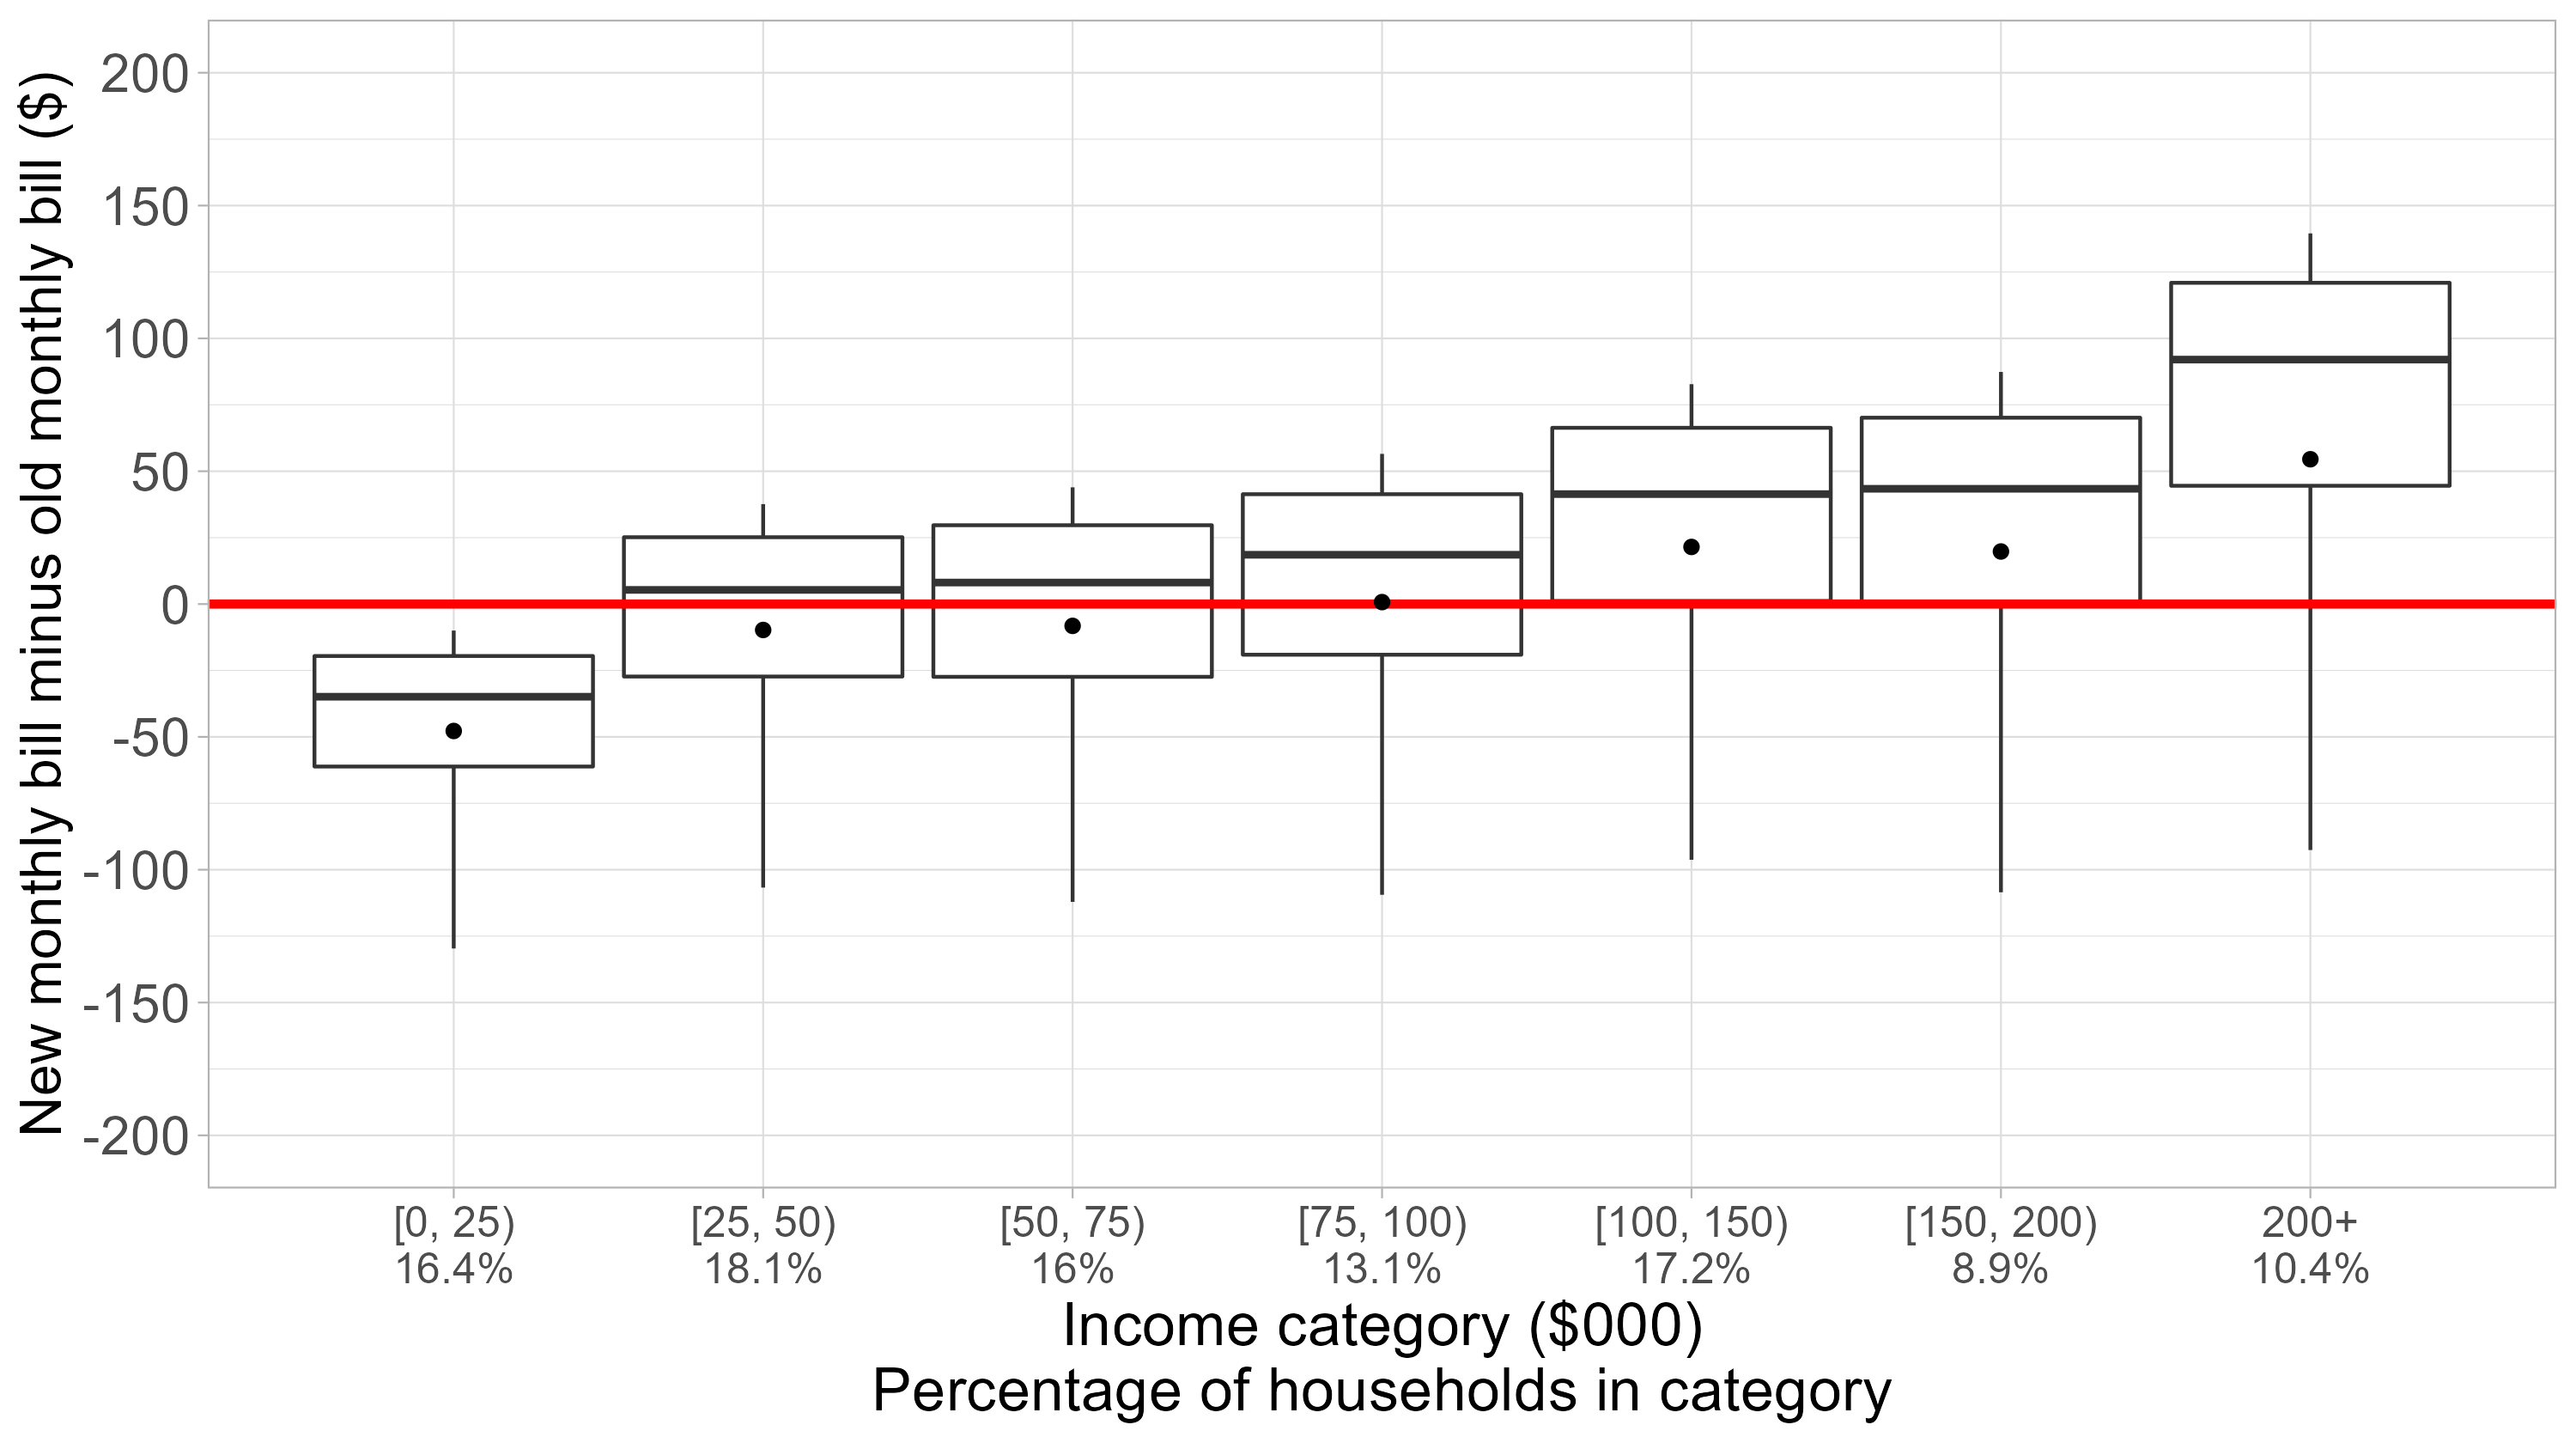 New monthly bill minus old monthly bill ($)
200
150
100
50
0
-50
-100
-150
-200
[0, 25) [25, 50) [50, 75) [75, 100) [100, 150) [150, 200) 200+
16.4% 18.1% 16% 13.1% 17.2% 8.9% 10.4%
Income category ($000)
Percentage of households in category